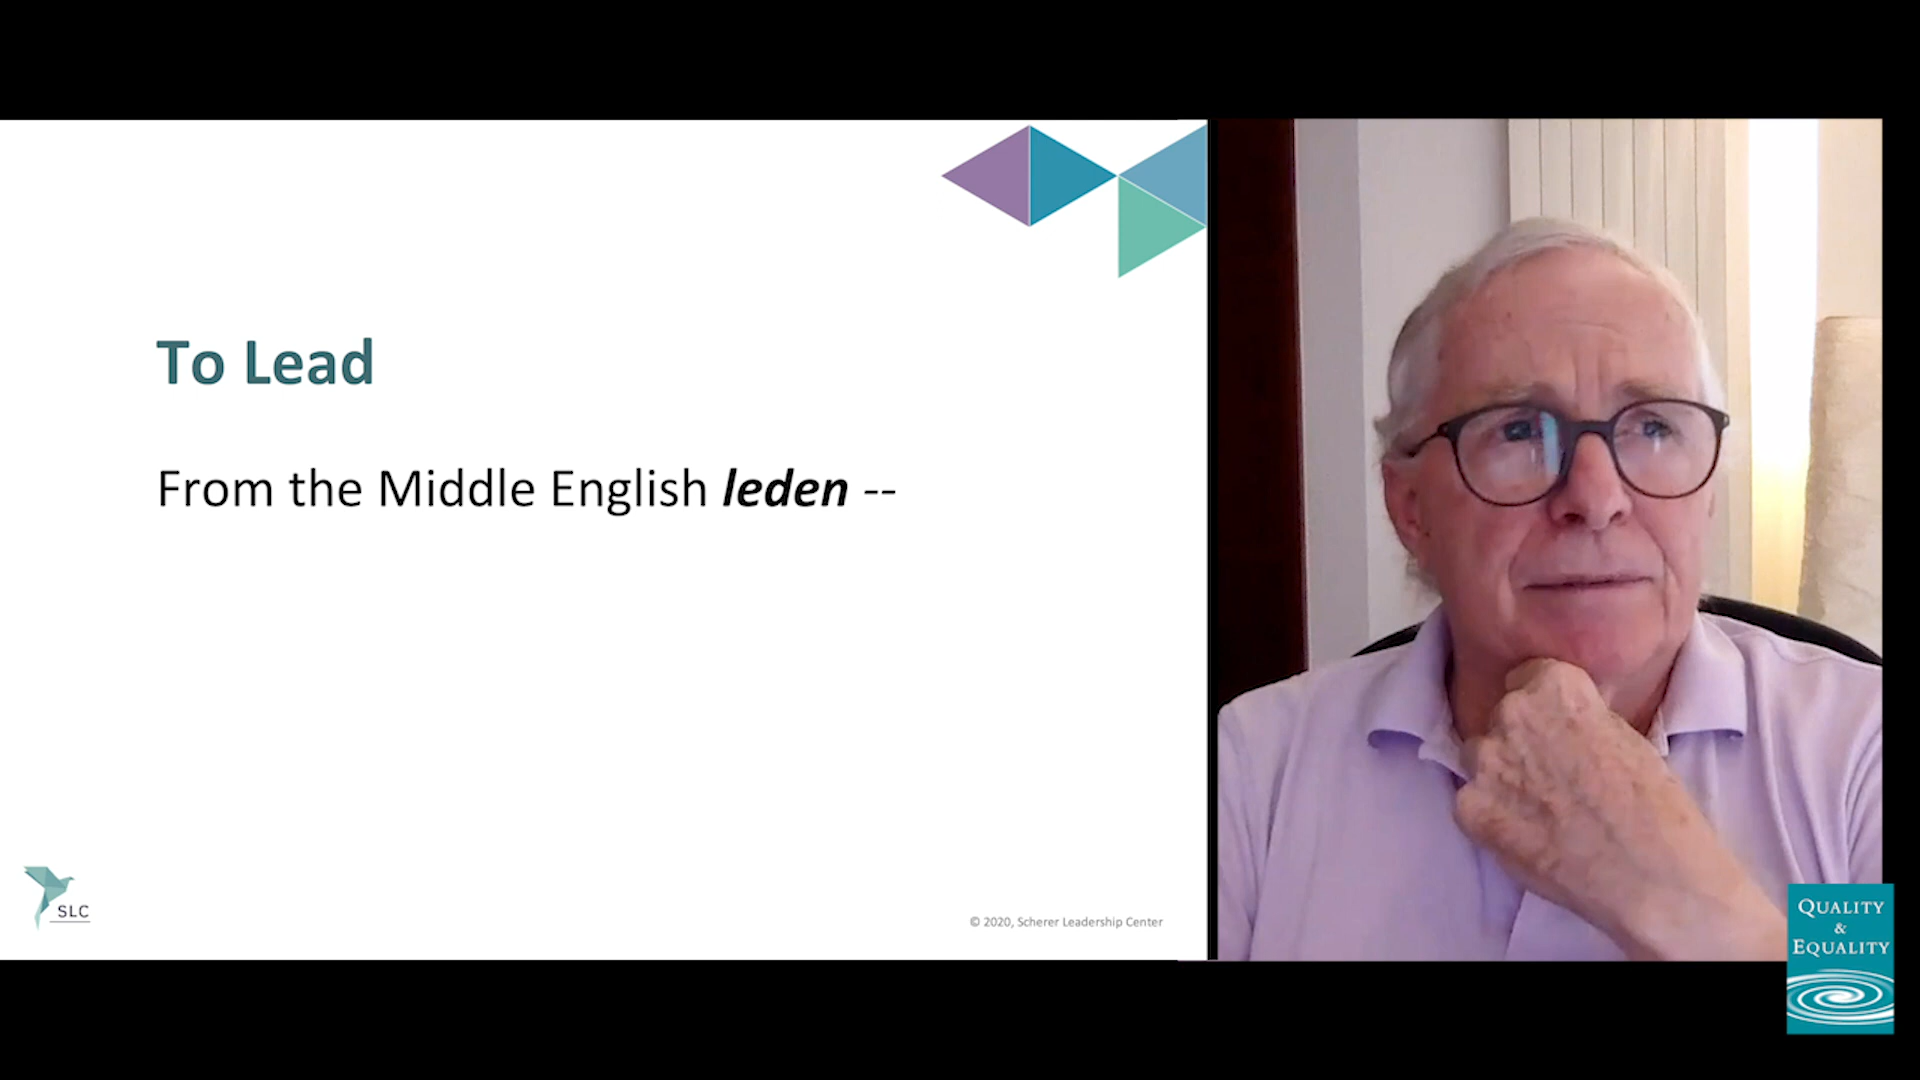 To Lead
From the Middle English leden --
SLC
© 2020, Scherer Leadership Center
QUALITY
&
EQUALITY